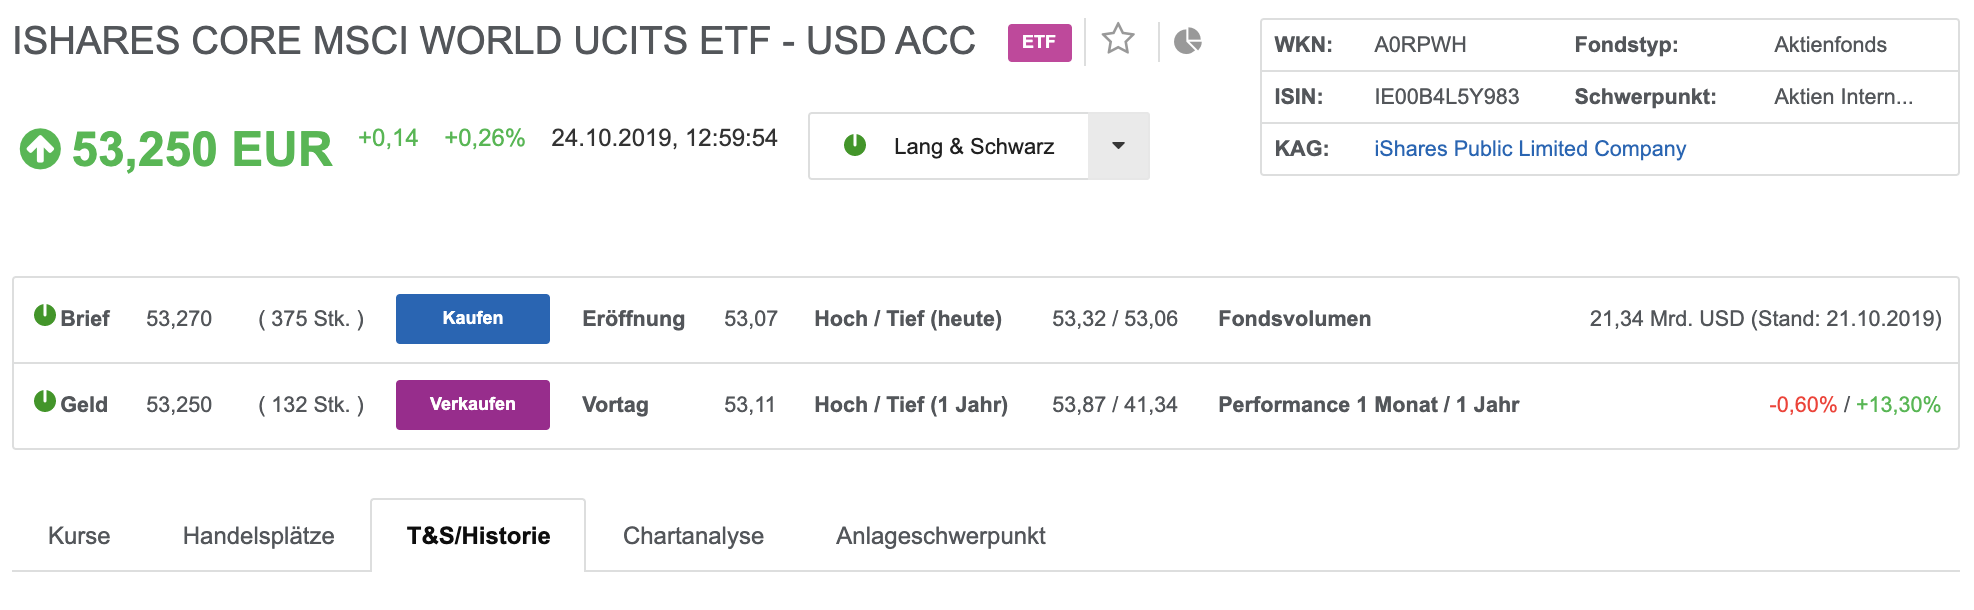 ISHARES CORE MSCI WORLD UCITS ETF - USD ACC ETF
53,250 EUR +0,14 +0,26% 24.10.2019, 12:59:54 Lang & Schwarz
WKN: A0RPWH Fondstyp: Aktienfonds
ISIN: IE00B4L5Y983 Schwerpunkt: Aktien Intern...
KAG: iShares Public Limited Company
Brief 53,270 ( 375 Stk. ) Kaufen Eröffnung 53,07 Hoch / Tief (heute) 53,32 / 53,06 Fondsvolumen 21,34 Mrd. USD (Stand: 21.10.2019)
Geld 53,250 ( 132 Stk. ) Verkaufen Vortag 53,11 Hoch / Tief (1 Jahr) 53,87 / 41,34 Performance 1 Monat / 1 Jahr -0,60% / +13,30%
Kurse Handelsplätze T&S/Historie Chartanalyse Anlageschwerpunkt